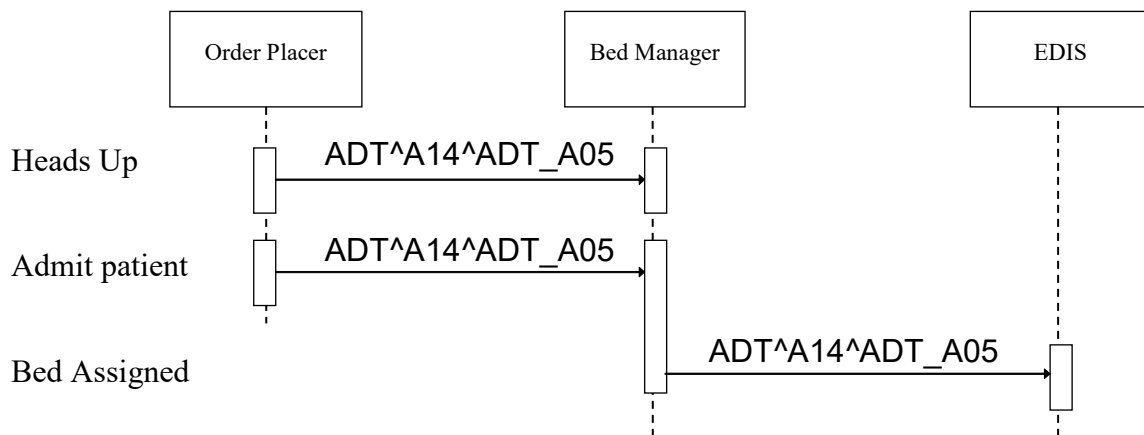 Order Placer
Bed Manager
EDIS
Heads Up
ADT^A14^ADT_A05
Admit patient
ADT^A14^ADT_A05
Bed Assigned
ADT^A14^ADT_A05